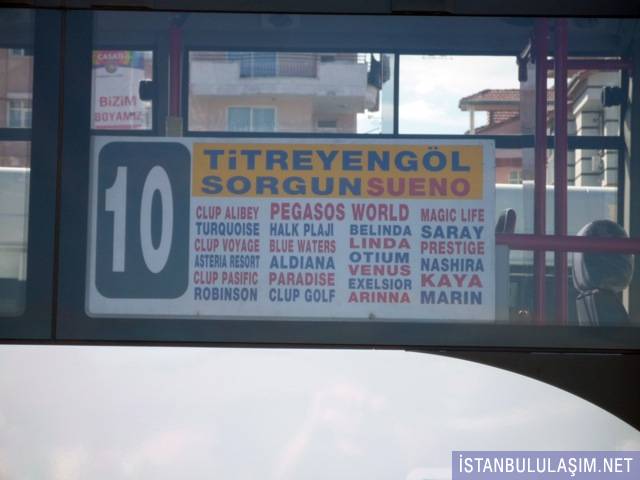 CASATI
BİZİM
BOYAMIZ
10
TİTREYENGÖL
SORGUN SUENO
CLUP ALIBEY
TURQUOISE
CLUP VOYAGE
ASTERIA RESORT
CLUP PASIFIC
ROBINSON
PEGASOS WORLD
HALK PLAJI
BLUE WATERS
ALDIANA
PARADISE
CLUP GOLF
BELINDA
LINDA
OTIUM
VENUS
EXELSIOR
ARINNA
MAGIC LIFE
SARAY
PRESTIGE
NASHIRA
KAYA
MARIN
İSTANBULULAŞIM.NET